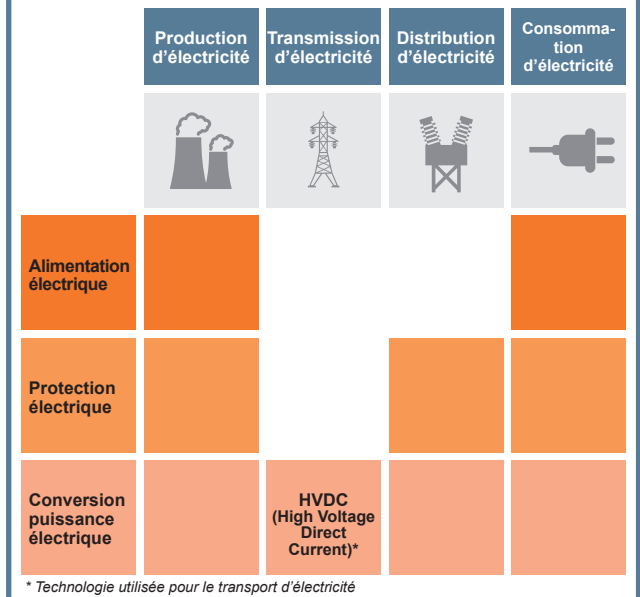 Production
d'électricité
Transmission
d'électricité
Distribution
d'électricité
Consomma-
tion
d'électricité
Alimentation
électrique
Protection
électrique
Conversion
puissance
électrique
HVDC
(High Voltage
Direct
Current)*
* Technologie utilisée pour le transport d'électricité